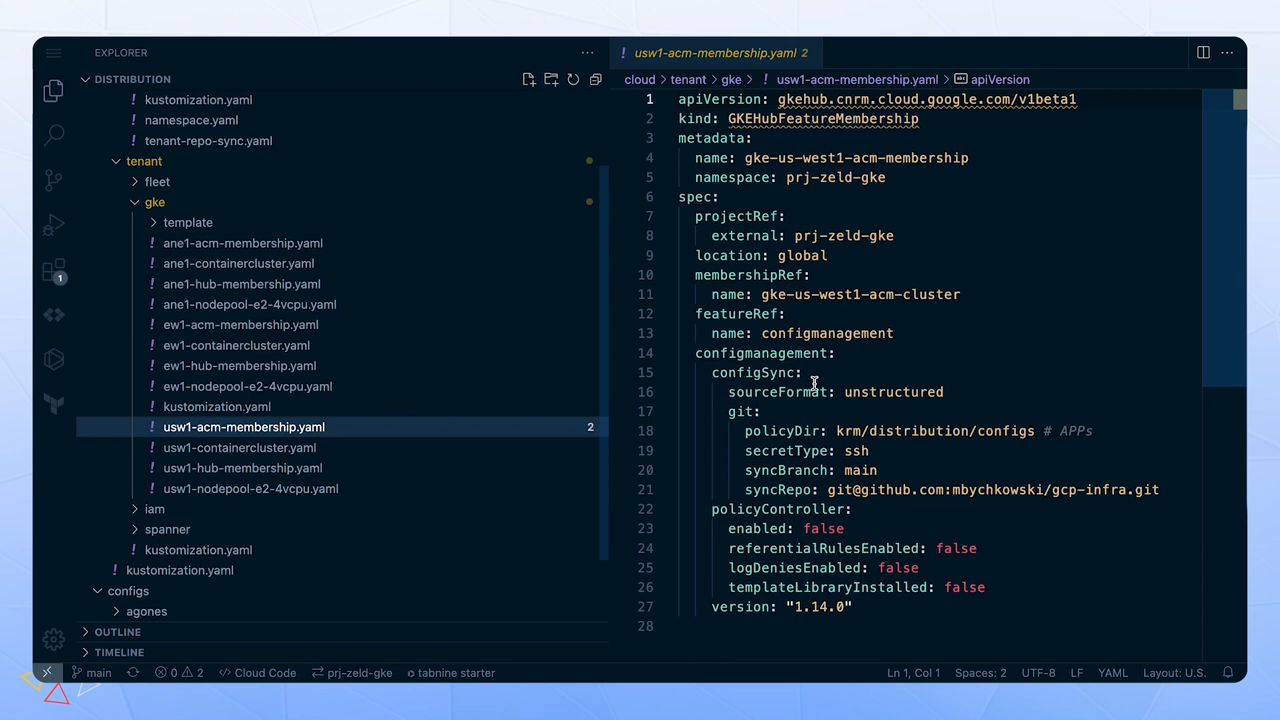 EXPLORER
DISTRIBUTION
kustomization.yaml
namespace.yaml
tenant-repo-sync.yaml
tenant
fleet
gke
template
ane1-acm-membership.yaml
ane1-containercluster.yaml
ane1-hub-membership.yaml
ane1-nodepool-e2-4vcpu.yaml
ew1-acm-membership.yaml
ew1-containercluster.yaml
ew1-hub-membership.yaml
ew1-nodepool-e2-4vcpu.yaml
kustomization.yaml
usw1-acm-membership.yaml 2
usw1-containercluster.yaml
usw1-hub-membership.yaml
usw1-nodepool-e2-4vcpu.yaml
iam
spanner
kustomization.yaml
kustomization.yaml
configs
agones
OUTLINE
TIMELINE
1
! usw1-acm-membership.yaml 2
cloud > tenant > gke > ! usw1-acm-membership.yaml > abc apiVersion
1 apiVersion: gkehub.cnrm.cloud.google.com/v1beta1
2 kind: GKEHubFeatureMembership
3 metadata:
4 name: gke-us-west1-acm-membership
5 namespace: prj-zeld-gke
6 spec:
7 projectRef:
8 external: prj-zeld-gke
9 location: global
10 membershipRef:
11 name: gke-us-west1-acm-cluster
12 featureRef:
13 name: configmanagement
14 configmanagement:
15 configSync:
16 sourceFormat: unstructured
17 git:
18 policyDir: krm/distribution/configs # APPs
19 secretType: ssh
20 syncBranch: main
21 syncRepo: git@github.com:mbychkowski/gcp-infra.git
22 policyController:
23 enabled: false
24 referentialRulesEnabled: false
25 logDeniesEnabled: false
26 templateLibraryInstalled: false
27 version: "1.14.0"
28
main 0 2 Cloud Code prj-zeld-gke tabnine starter Ln 1, Col 1 Spaces: 2 UTF-8 LF YAML Layout: U.S.